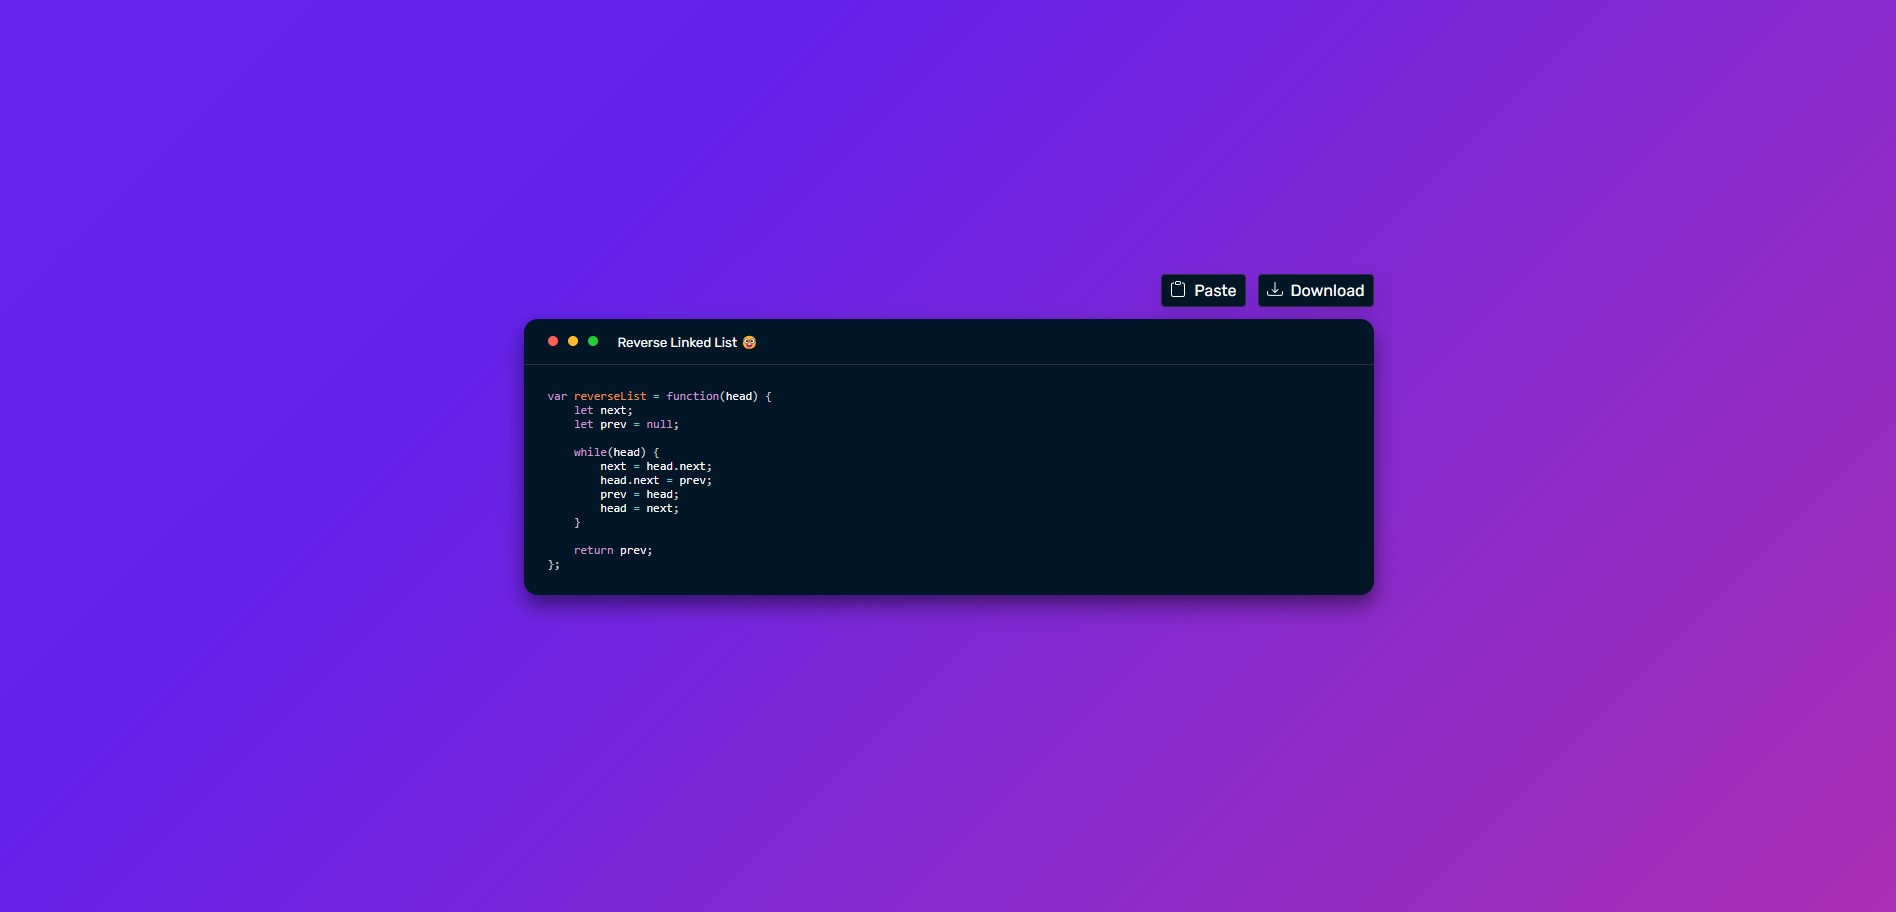 Paste
Download
Reverse Linked List
var reverseList = function(head) {
    let next;
    let prev = null;

    while(head) {
        next = head.next;
        head.next = prev;
        prev = head;
        head = next;
    }

    return prev;
};